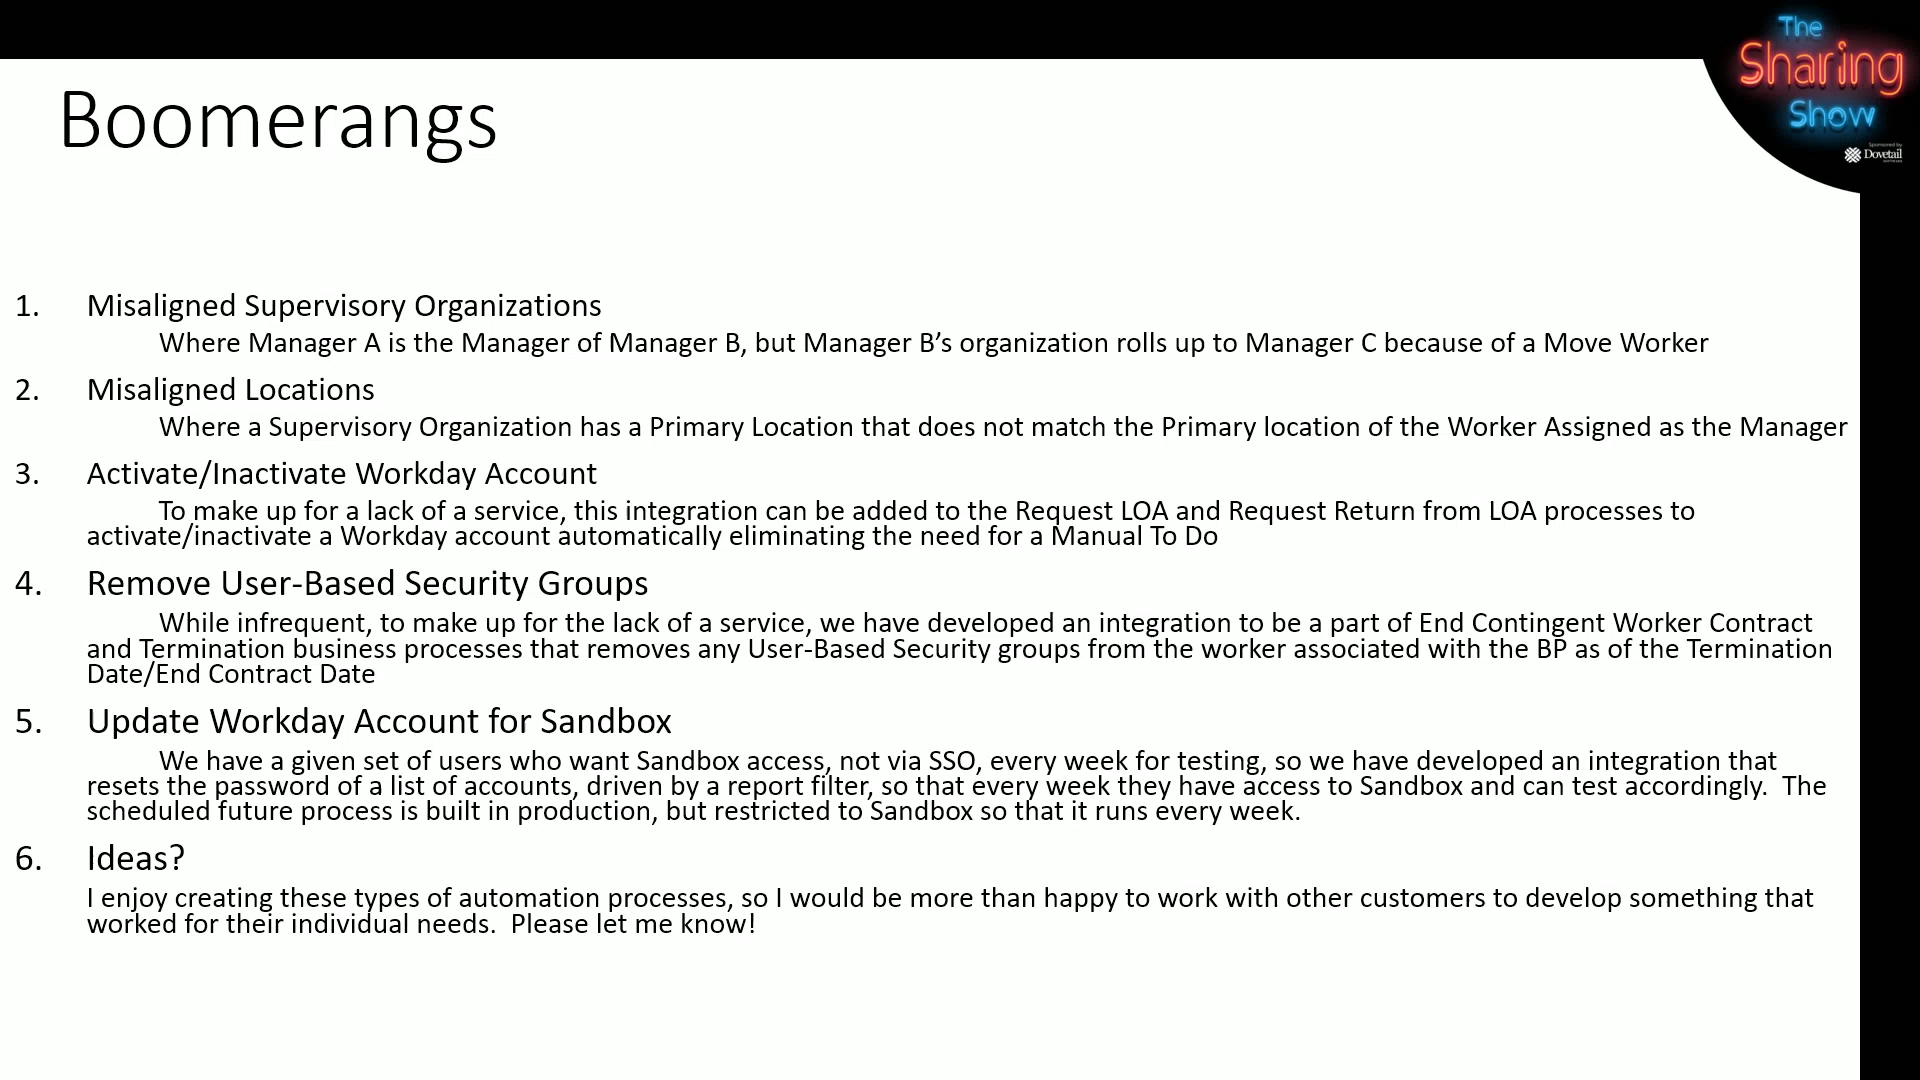 The
Sharing
Show
Sponsored by
Dovetail
Boomerangs
1. Misaligned Supervisory Organizations
Where Manager A is the Manager of Manager B, but Manager B’s organization rolls up to Manager C because of a Move Worker
2. Misaligned Locations
Where a Supervisory Organization has a Primary Location that does not match the Primary location of the Worker Assigned as the Manager
3. Activate/Inactivate Workday Account
To make up for a lack of a service, this integration can be added to the Request LOA and Request Return from LOA processes to
activate/inactivate a Workday account automatically eliminating the need for a Manual To Do
4. Remove User-Based Security Groups
While infrequent, to make up for the lack of a service, we have developed an integration to be a part of End Contingent Worker Contract
and Termination business processes that removes any User-Based Security groups from the worker associated with the BP as of the Termination
Date/End Contract Date
5. Update Workday Account for Sandbox
We have a given set of users who want Sandbox access, not via SSO, every week for testing, so we have developed an integration that
resets the password of a list of accounts, driven by a report filter, so that every week they have access to Sandbox and can test accordingly.  The
scheduled future process is built in production, but restricted to Sandbox so that it runs every week.
6. Ideas?
I enjoy creating these types of automation processes, so I would be more than happy to work with other customers to develop something that
worked for their individual needs.  Please let me know!